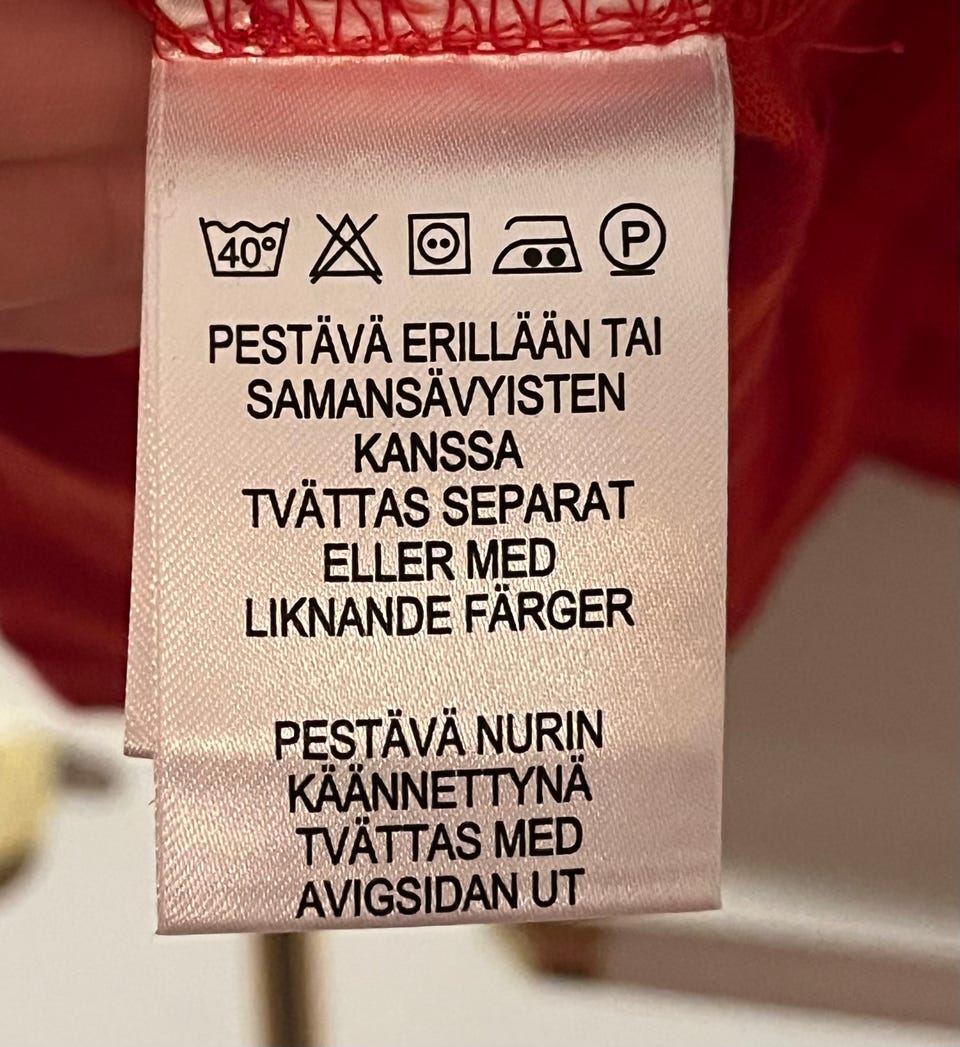 40° P
PESTÄVÄ ERILLÄÄN TAI
SAMANSÄVYISTEN
KANSSA
TVÄTTAS SEPARAT
ELLER MED
LIKNANDE FÄRGER
PESTÄVÄ NURIN
KÄÄNNETTYNÄ
TVÄTTAS MED
AVIGSIDAN UT